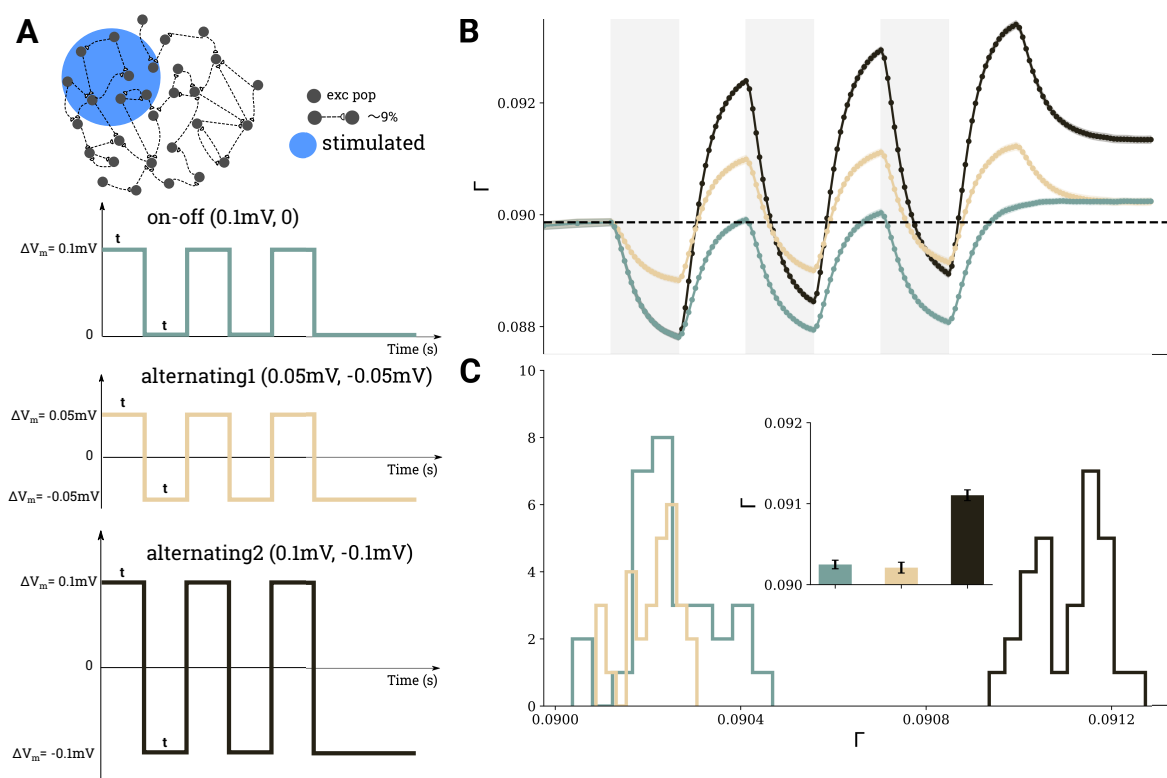 A
exc pop
~9%
stimulated
on-off (0.1mV, 0)
t
ΔVm= 0.1mV
t
0
Time (s)
alternating1 (0.05mV, -0.05mV)
t
ΔVm= 0.05mV
0
Time (s)
t
ΔVm= -0.05mV
alternating2 (0.1mV, -0.1mV)
t
ΔVm= 0.1mV
0
Time (s)
t
ΔVm= -0.1mV
B
0.092
Γ
0.090
0.088
C
10
8
6
4
2
0
0.0900
0.0904
0.0908
0.0912
Γ
0.092
0.091
Γ
0.090